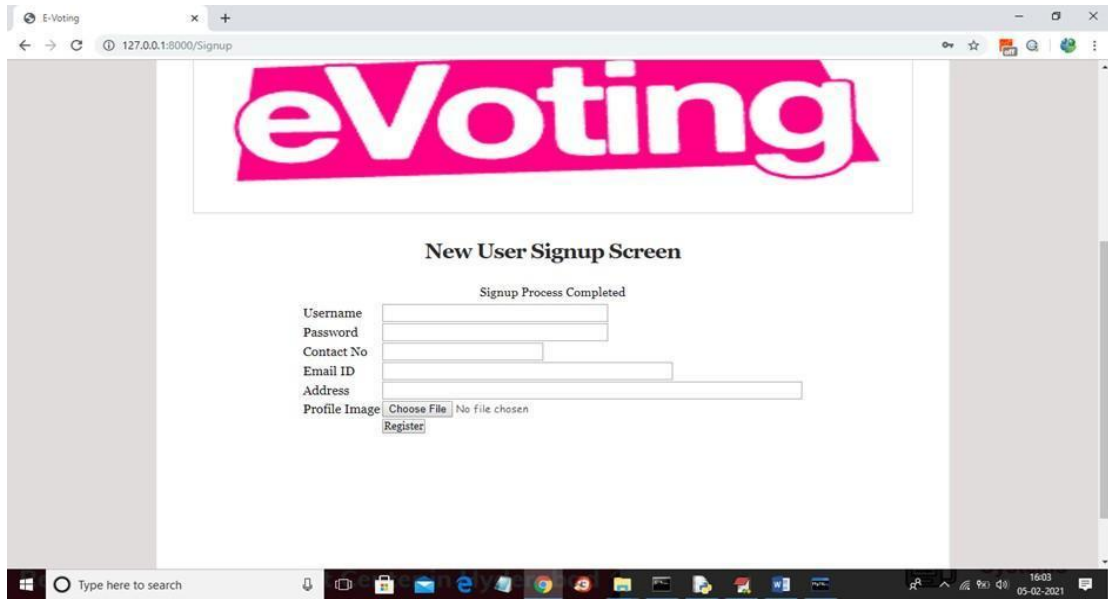 E-Voting
127.0.0.1:8000/Signup
eVoting
New User Signup Screen
Signup Process Completed
Username
Password
Contact No
Email ID
Address
Profile Image Choose File No file chosen
Register
Type here to search
16:03
05-02-2021